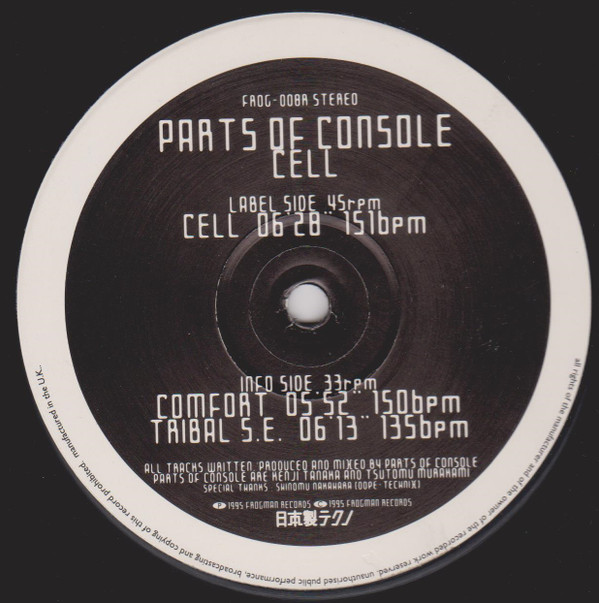 FROG-008R STEREO
PARTS OF CONSOLE
CELL
LABEL SIDE 45rpm
CELL 06'28" 151bpm
INFO SIDE 33rpm
COMFORT 05'52" 150bpm
TRIBAL S.E. 06'13" 135bpm
ALL TRACKS WRITTEN, PRODUCED AND MIXED BY PARTS OF CONSOLE
PARTS OF CONSOLE ARE KENJI TANAKA AND TSUTOMU MURAKAMI
SPECIAL THANKS : SHINOMU NAKAHARA (DOPE-TECHNIX)
Ⓟ 1995 FROGMAN RECORDS © 1995 FROGMAN RECORDS
日本製テクノ
all rights of the manufacturer and of the owner of the recorded work reserved. unauthorised public performance, broadcasting and copying of this record prohibited. manufactured in the U.K..